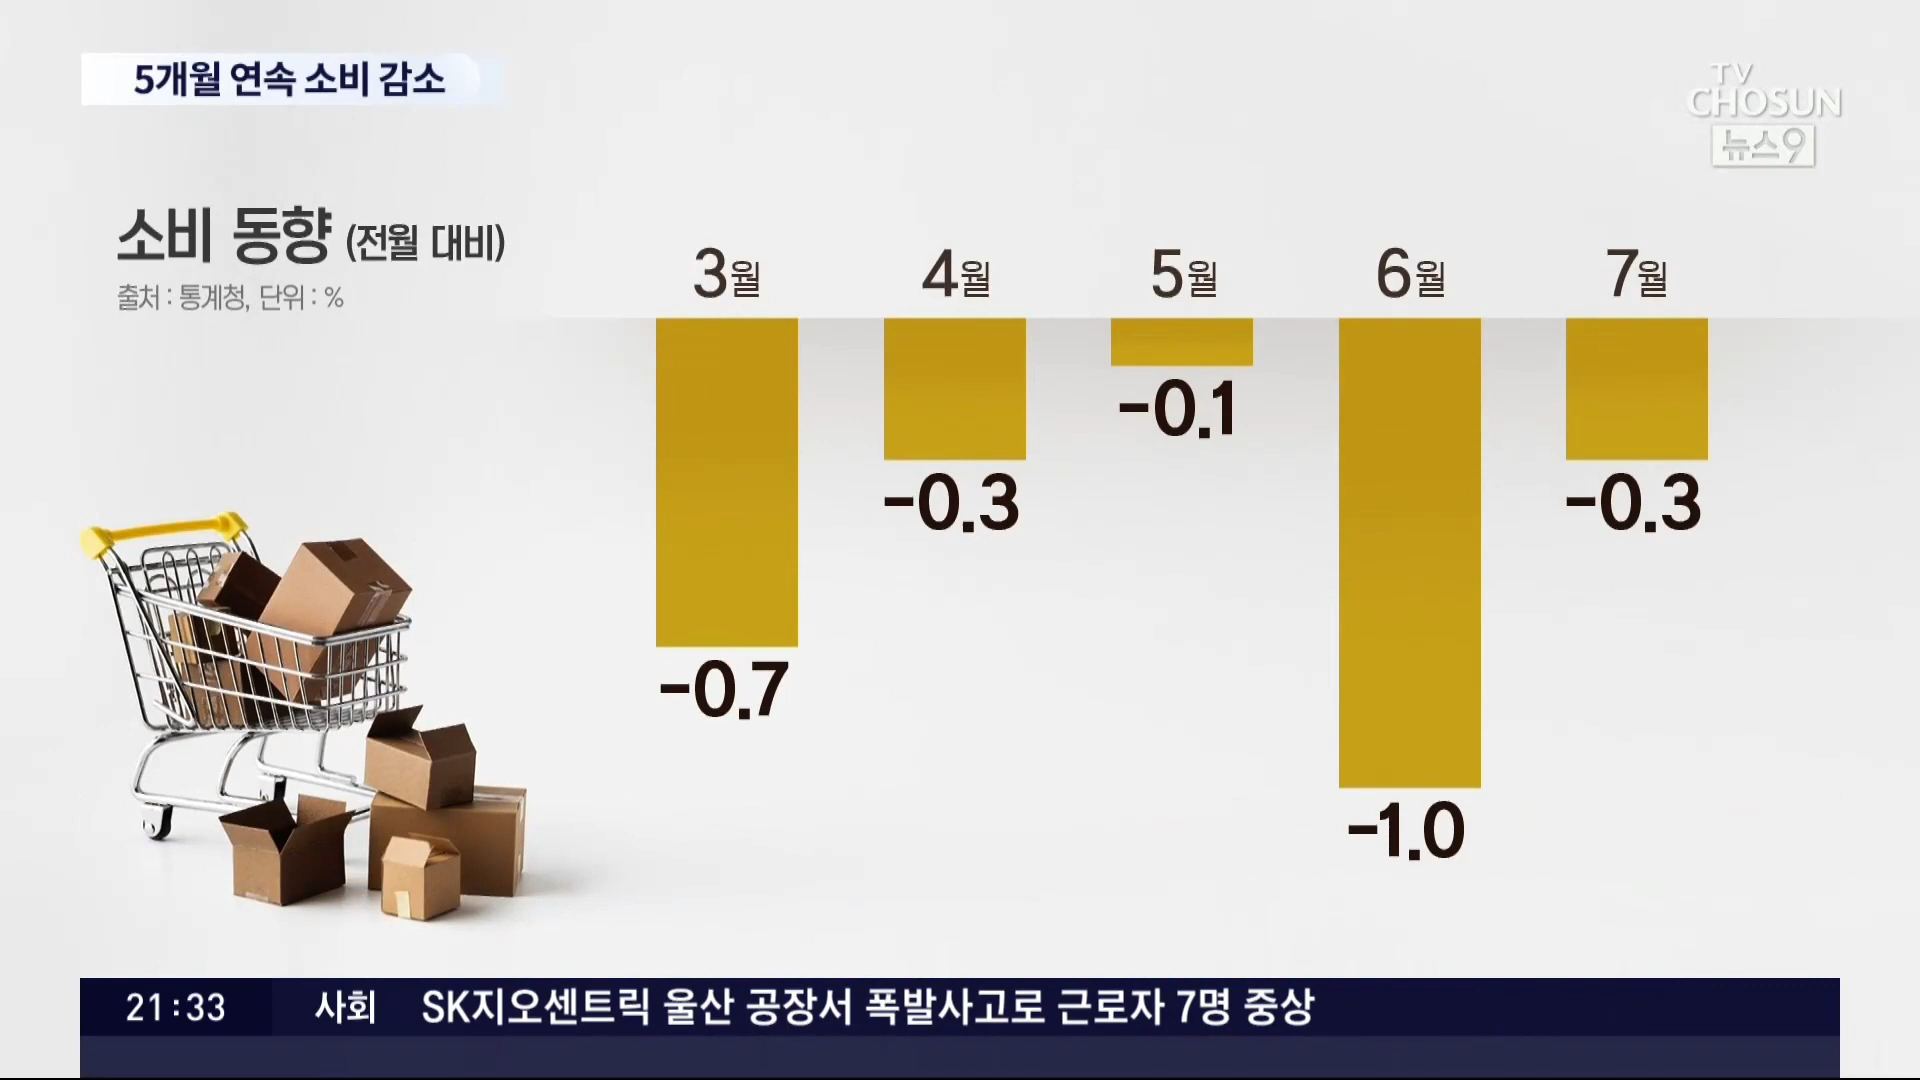 5개월 연속 소비 감소
TV
CHOSUN
뉴스9
소비 동향 (전월 대비)
출처 : 통계청, 단위 : %
3월 4월 5월 6월 7월
-0.7 -0.3 -0.1 -1.0 -0.3
21:33 사회 SK지오센트릭 울산 공장서 폭발사고로 근로자 7명 중상